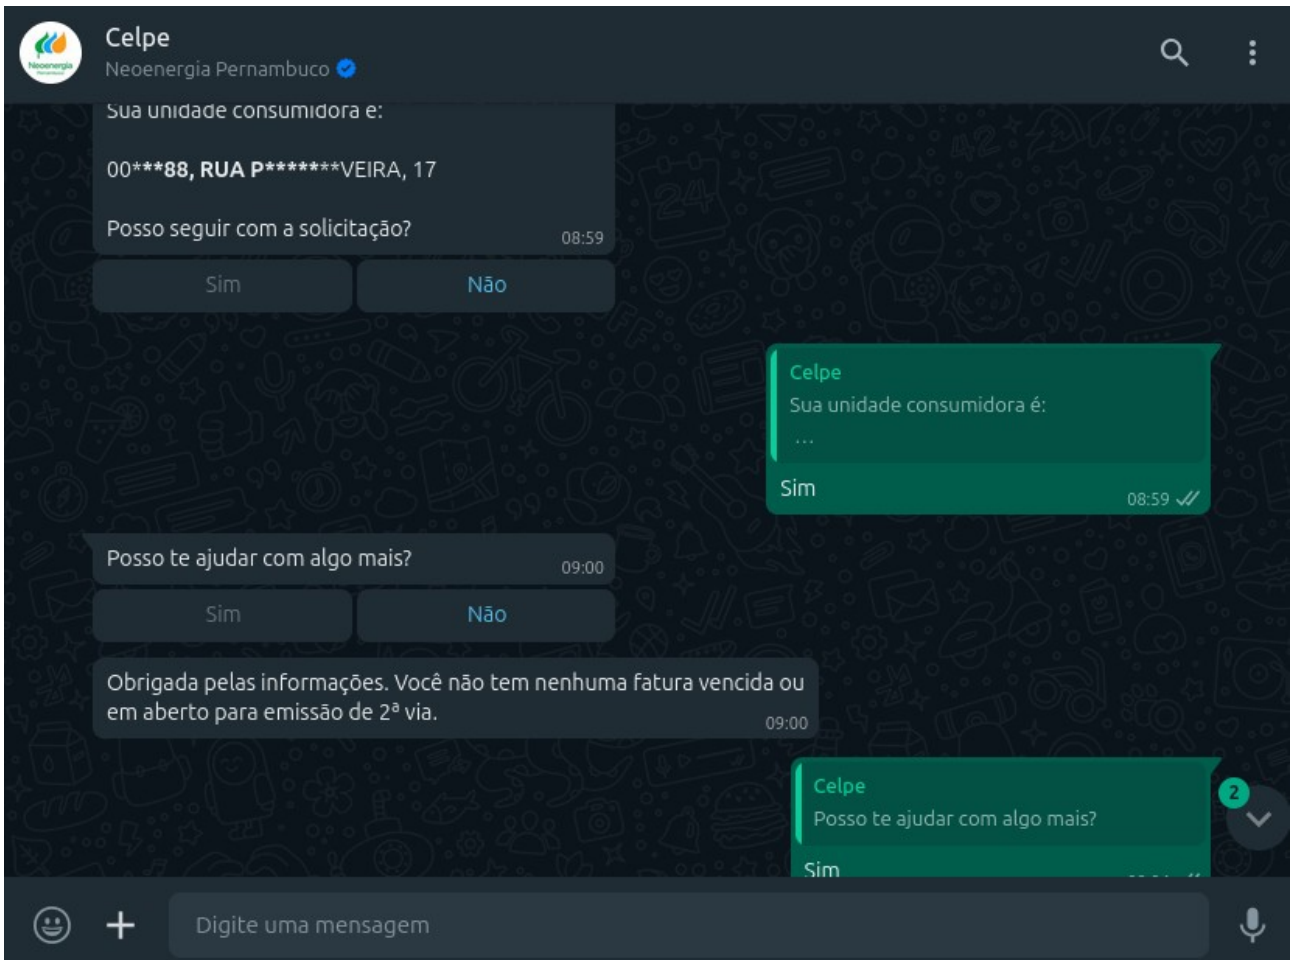 Celpe
Neoenergia Pernambuco
Neoenergia
Sua unidade consumidora é:
00***88, RUA P*******VEIRA, 17
Posso seguir com a solicitação?
08:59
Sim
Não
Celpe
Sua unidade consumidora é:
...
Sim
08:59
Posso te ajudar com algo mais?
09:00
Sim
Não
Obrigada pelas informações. Você não tem nenhuma fatura vencida ou
em aberto para emissão de 2ª via.
09:00
Celpe
Posso te ajudar com algo mais?
2
Sim
Digite uma mensagem